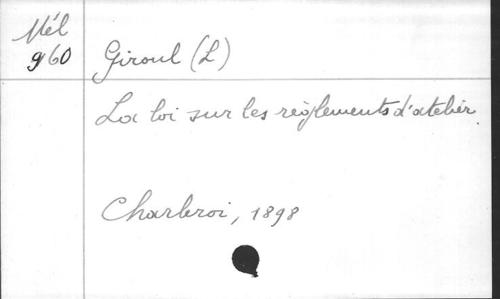 Mél
960
Giroul (L)
La loi sur les règlements d'atelier
Charleroi, 1898